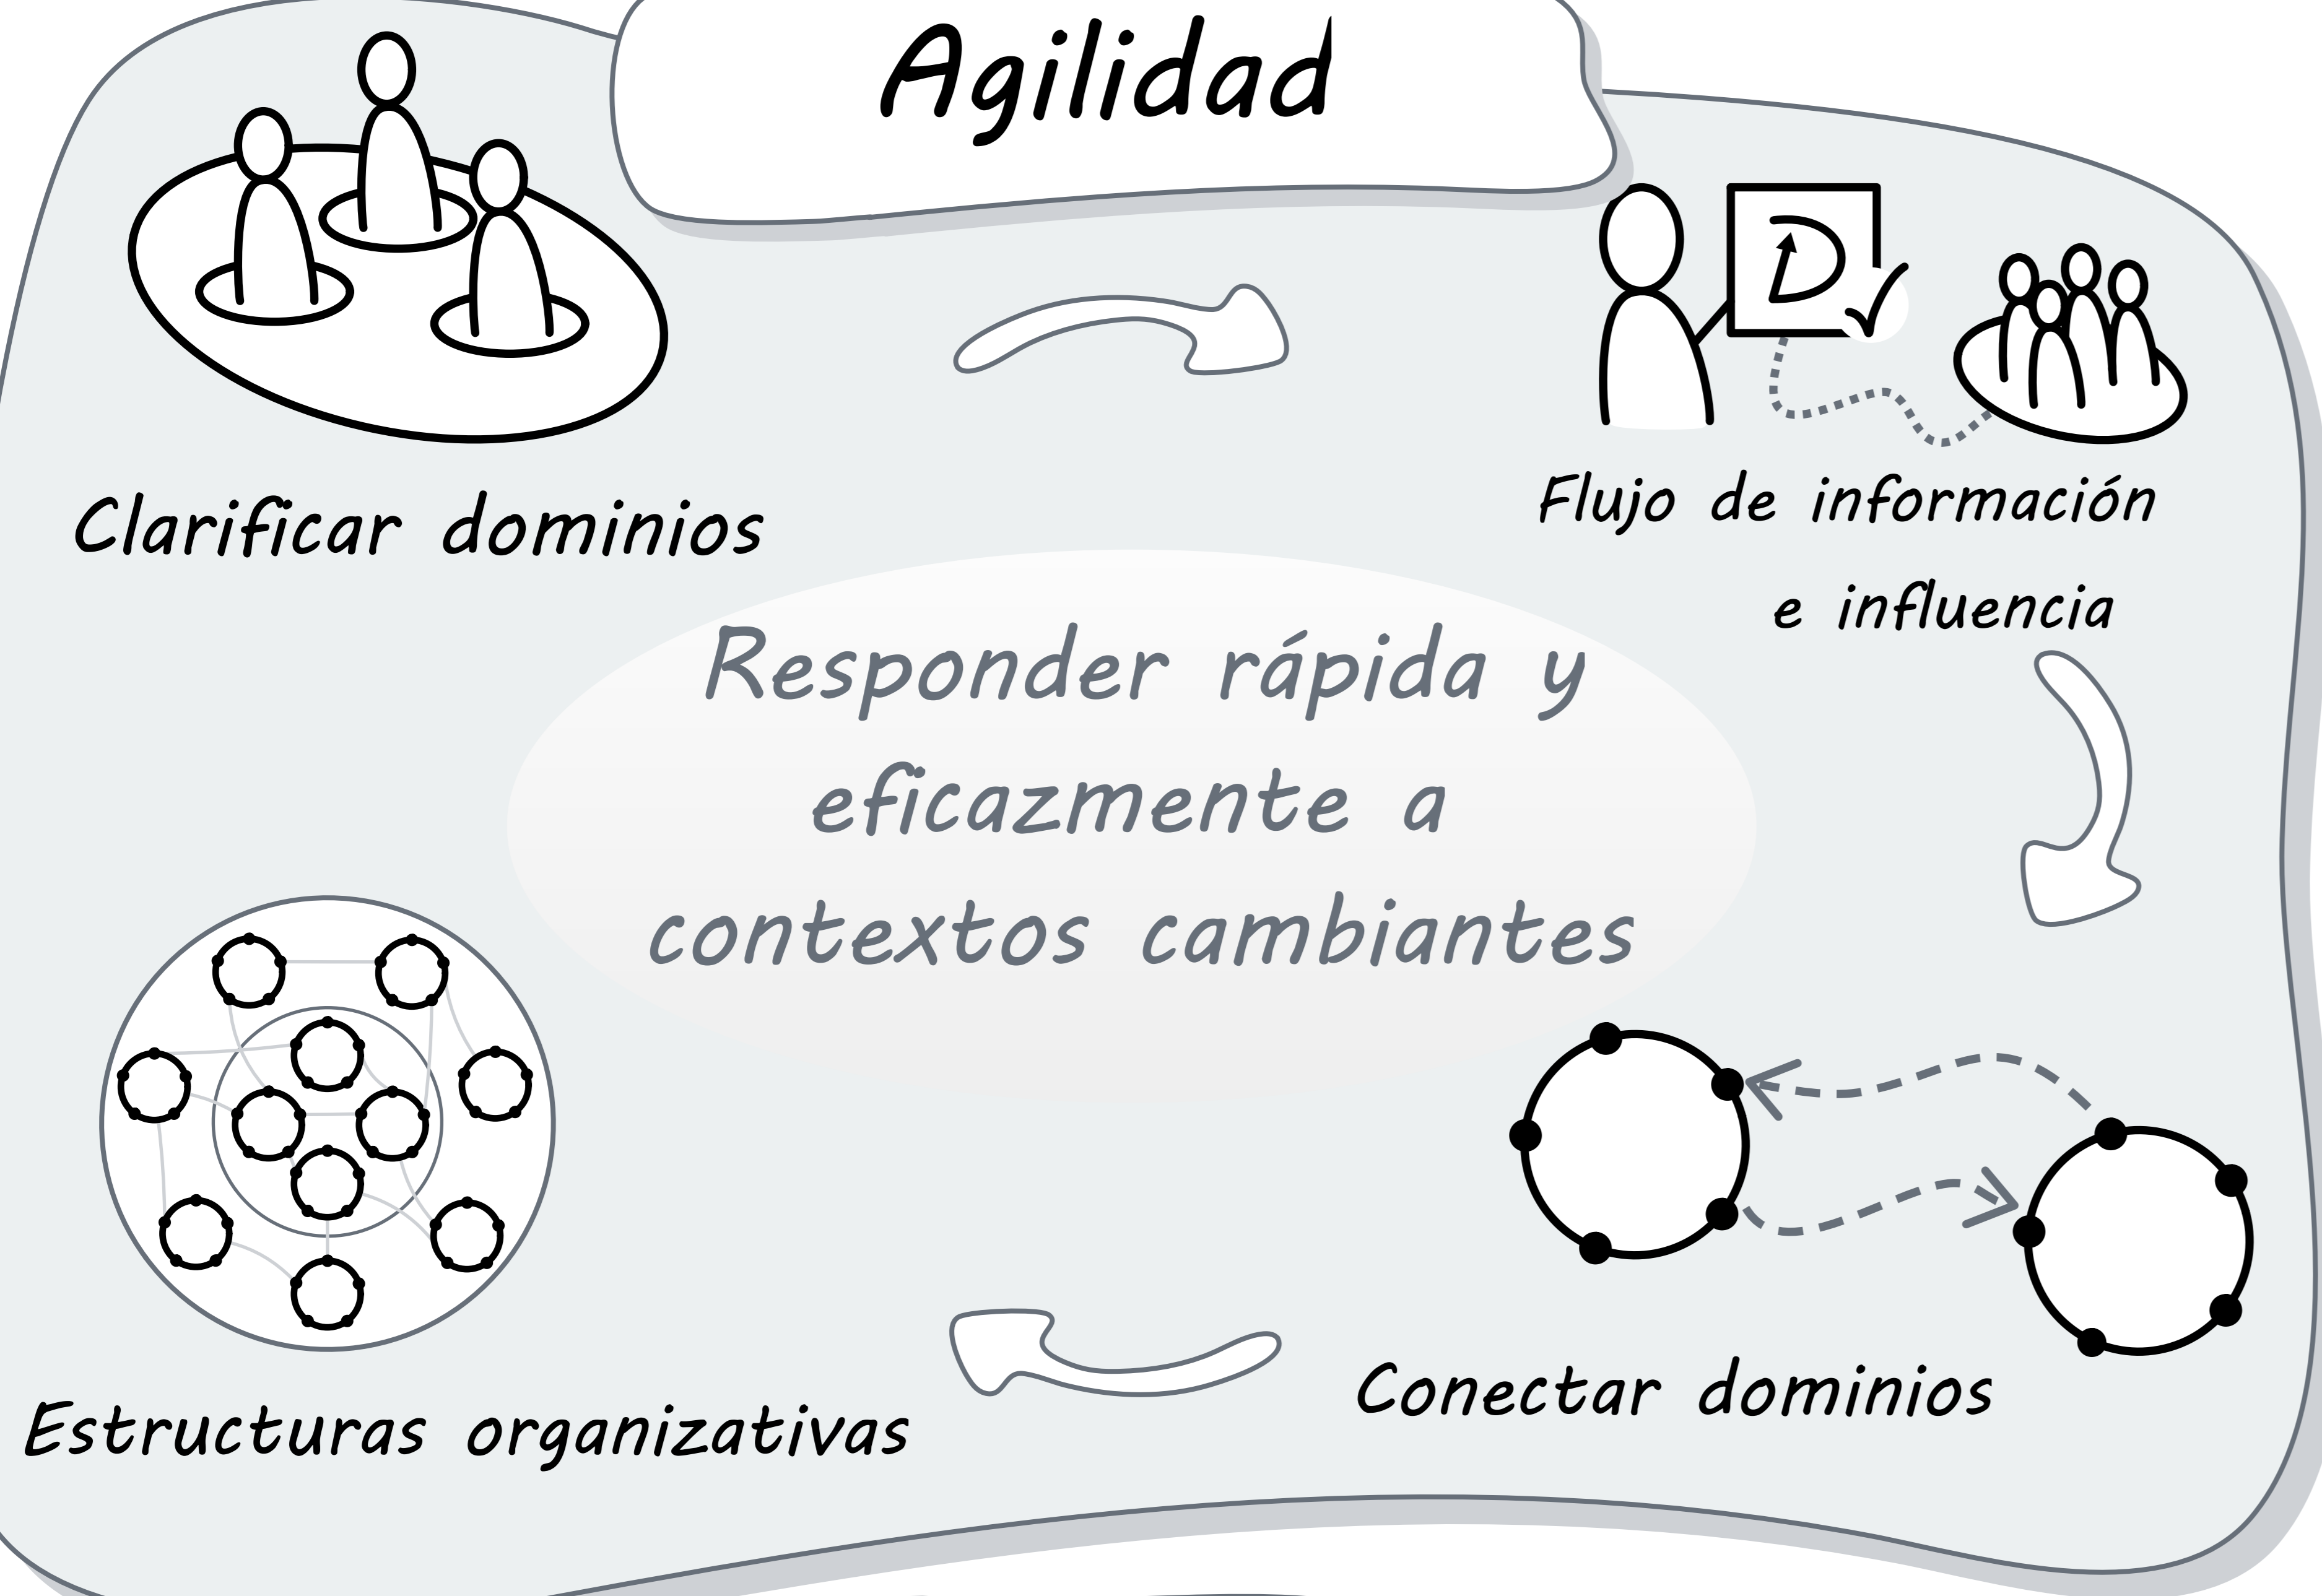 Agilidad
Clarificar dominios
Flujo de información
e influencia
Responder rápida y
eficazmente a
contextos cambiantes
Conectar dominios
Estructuras organizativas